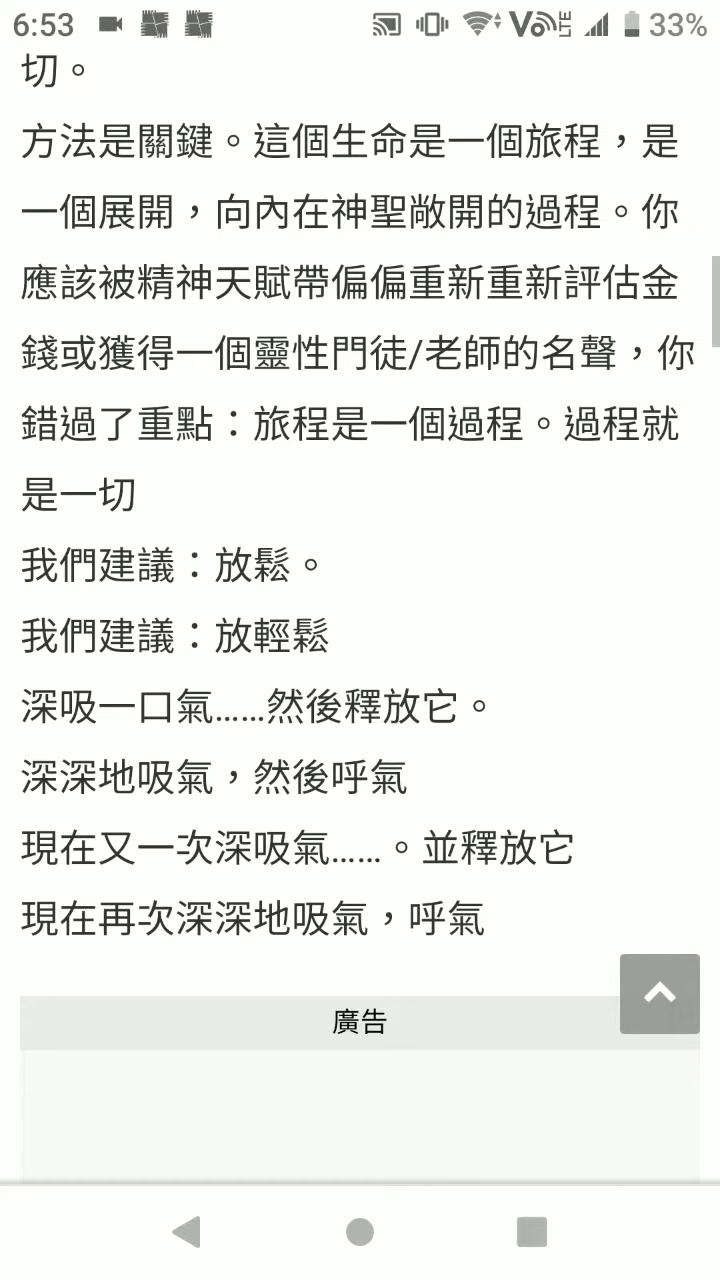 6:53
VoLTE
33%
切。
方法是關鍵。這個生命是一個旅程，是
一個展開，向內在神聖敞開的過程。你
應該被精神天賦帶偏偏重新重新評估金
錢或獲得一個靈性門徒/老師的名聲，你
錯過了重點：旅程是一個過程。過程就
是一切
我們建議：放鬆。
我們建議：放輕鬆
深吸一口氣......然後釋放它。
深深地吸氣，然後呼氣
現在又一次深吸氣......。並釋放它
現在再次深深地吸氣，呼氣
廣告